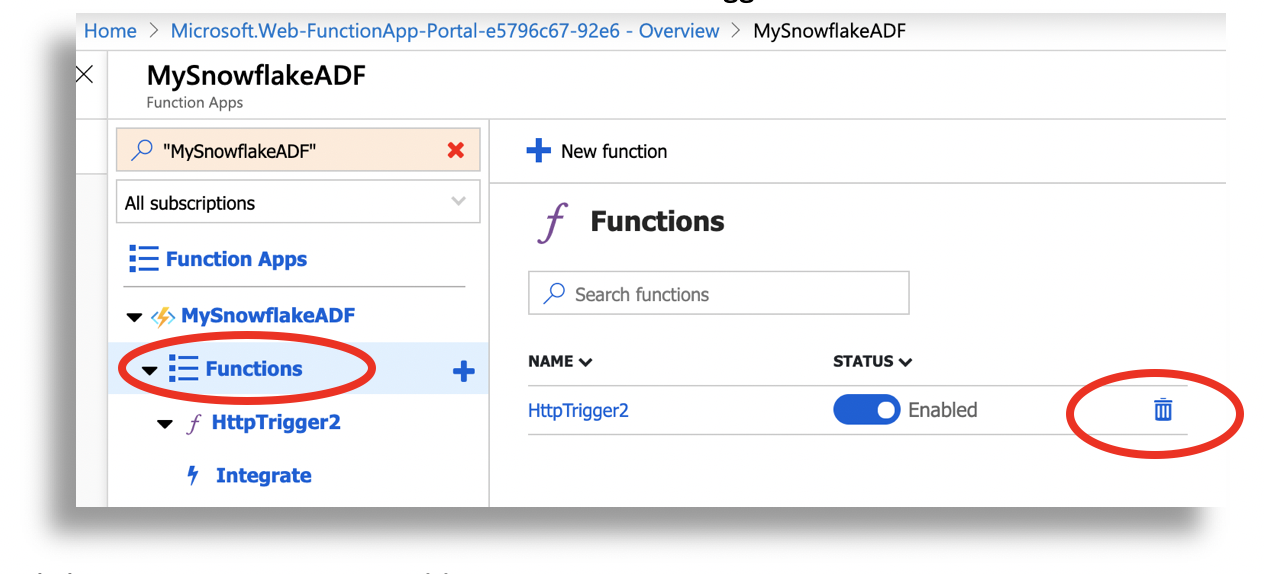 Home > Microsoft.Web-FunctionApp-Portal-e5796c67-92e6 - Overview > MySnowflakeADF
MySnowflakeADF
Function Apps
"MySnowflakeADF"
All subscriptions
Function Apps
MySnowflakeADF
Functions
HttpTrigger2
Integrate
New function
f Functions
Search functions
NAME STATUS
HttpTrigger2 Enabled